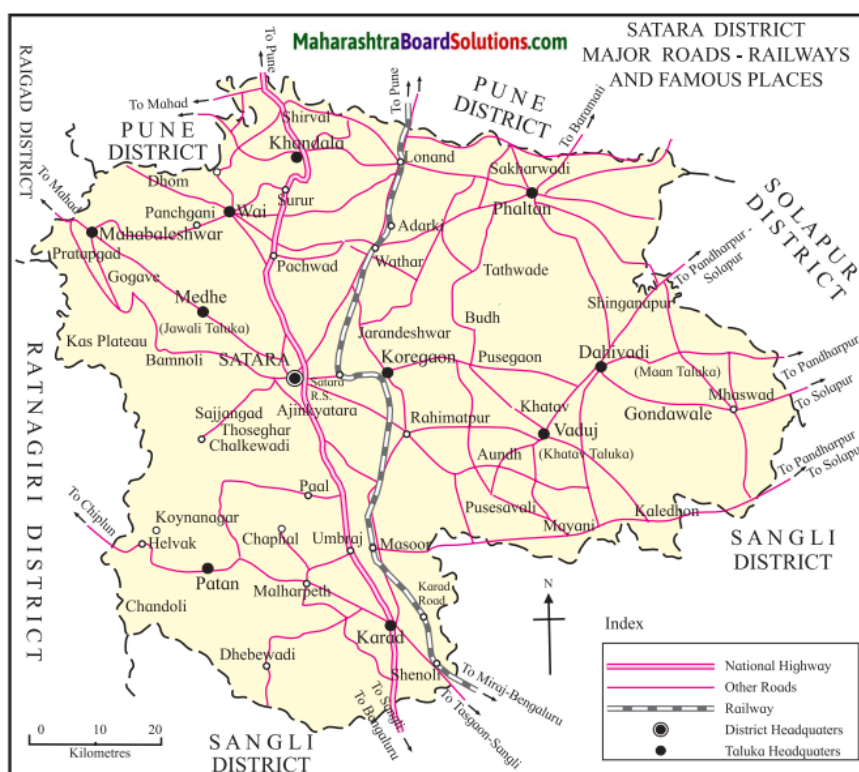 MaharashtraBoardSolutions.com
SATARA DISTRICT
MAJOR ROADS - RAILWAYS
AND FAMOUS PLACES
RAIGAD DISTRICT
To Pune
To Pune
To Mahad
PUNE
DISTRICT
PUNE
DISTRICT
To Baramati
Shirval
Khandala
Lonand
Sakharwadi
SOLAPUR
DISTRICT
To Mahad
Dhom
Surur
Phaltan
Panchgani
Wai
Mahabaleshwar
Adarki
Pratapgad
Pachwad
Wathar
Tathwade
To Pandharpur -
Solapur
Gogave
Medhe
(Jawali Taluka)
Shinganapur
Budh
Jarandeshwar
Kas Plateau
Bamnoli
SATARA
Koregaon
Pusegaon
Dahivadi
(Maan Taluka)
To Pandharpur
Satara
R.S.
Mhaswad
To Solapur
Ajinkyatara
Sajjangad
Thoseghar
Chalkewadi
Rahimatpur
Khatav
Gondawale
Vaduj
(Khatav Taluka)
Aundh
RATNAGIRI DISTRICT
To Pandharpur
To Solapur
Paal
Pusesavali
Kaledhon
Mayani
To Chiplun
Koynanagar
Helvak
Chaphal
Umbraj
Masoor
SANGLI
DISTRICT
Patan
Malharpeth
Karad
Road
N
Chandoli
Karad
Index
Dhebewadi
Shenoli
To Miraj-Bengaluru
To Tasgaon-Sangli
To Sangli
To Bengaluru
National Highway
Other Roads
Railway
District Headquaters
Taluka Headquaters
0 10 20
Kilometres
SANGLI
DISTRICT